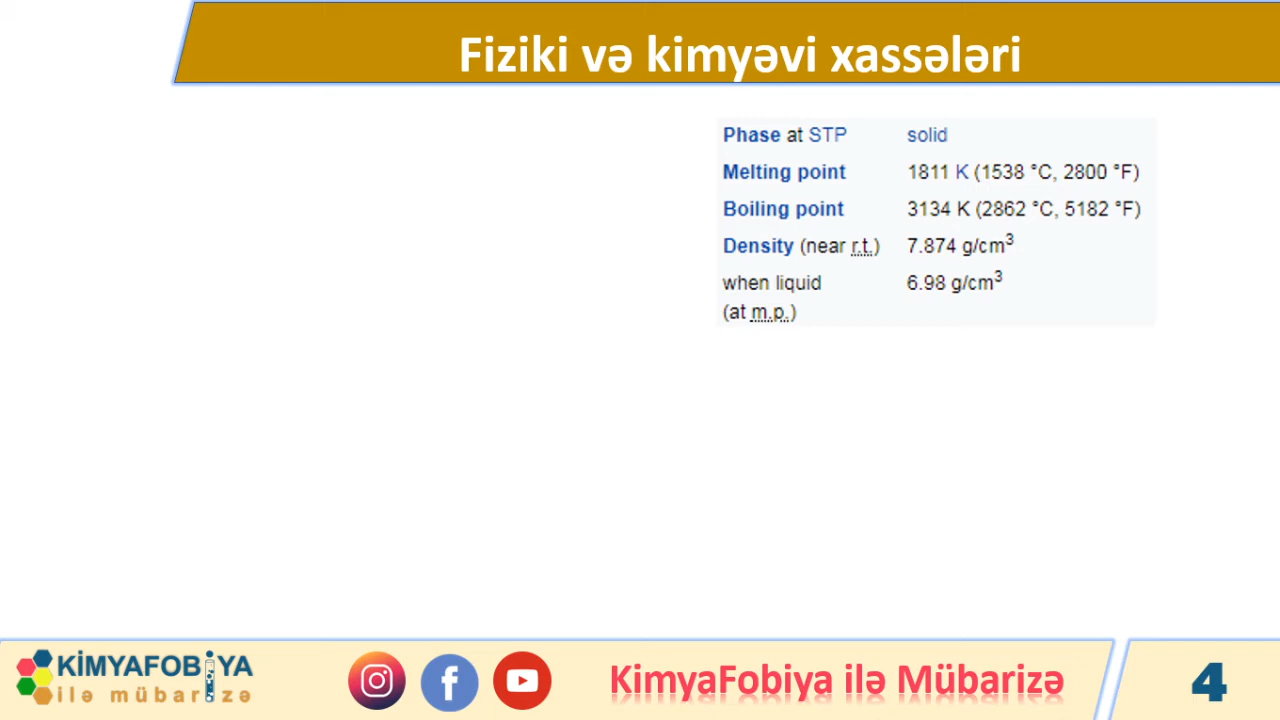 Fiziki və kimyəvi xassələri
Phase at STP solid
Melting point 1811 K (1538 °C, 2800 °F)
Boiling point 3134 K (2862 °C, 5182 °F)
Density (near r.t.) 7.874 g/cm³
when liquid 6.98 g/cm³
(at m.p.)
KİMYAFOBİYA
ilə mübarizə
KimyaFobiya ilə Mübarizə
4